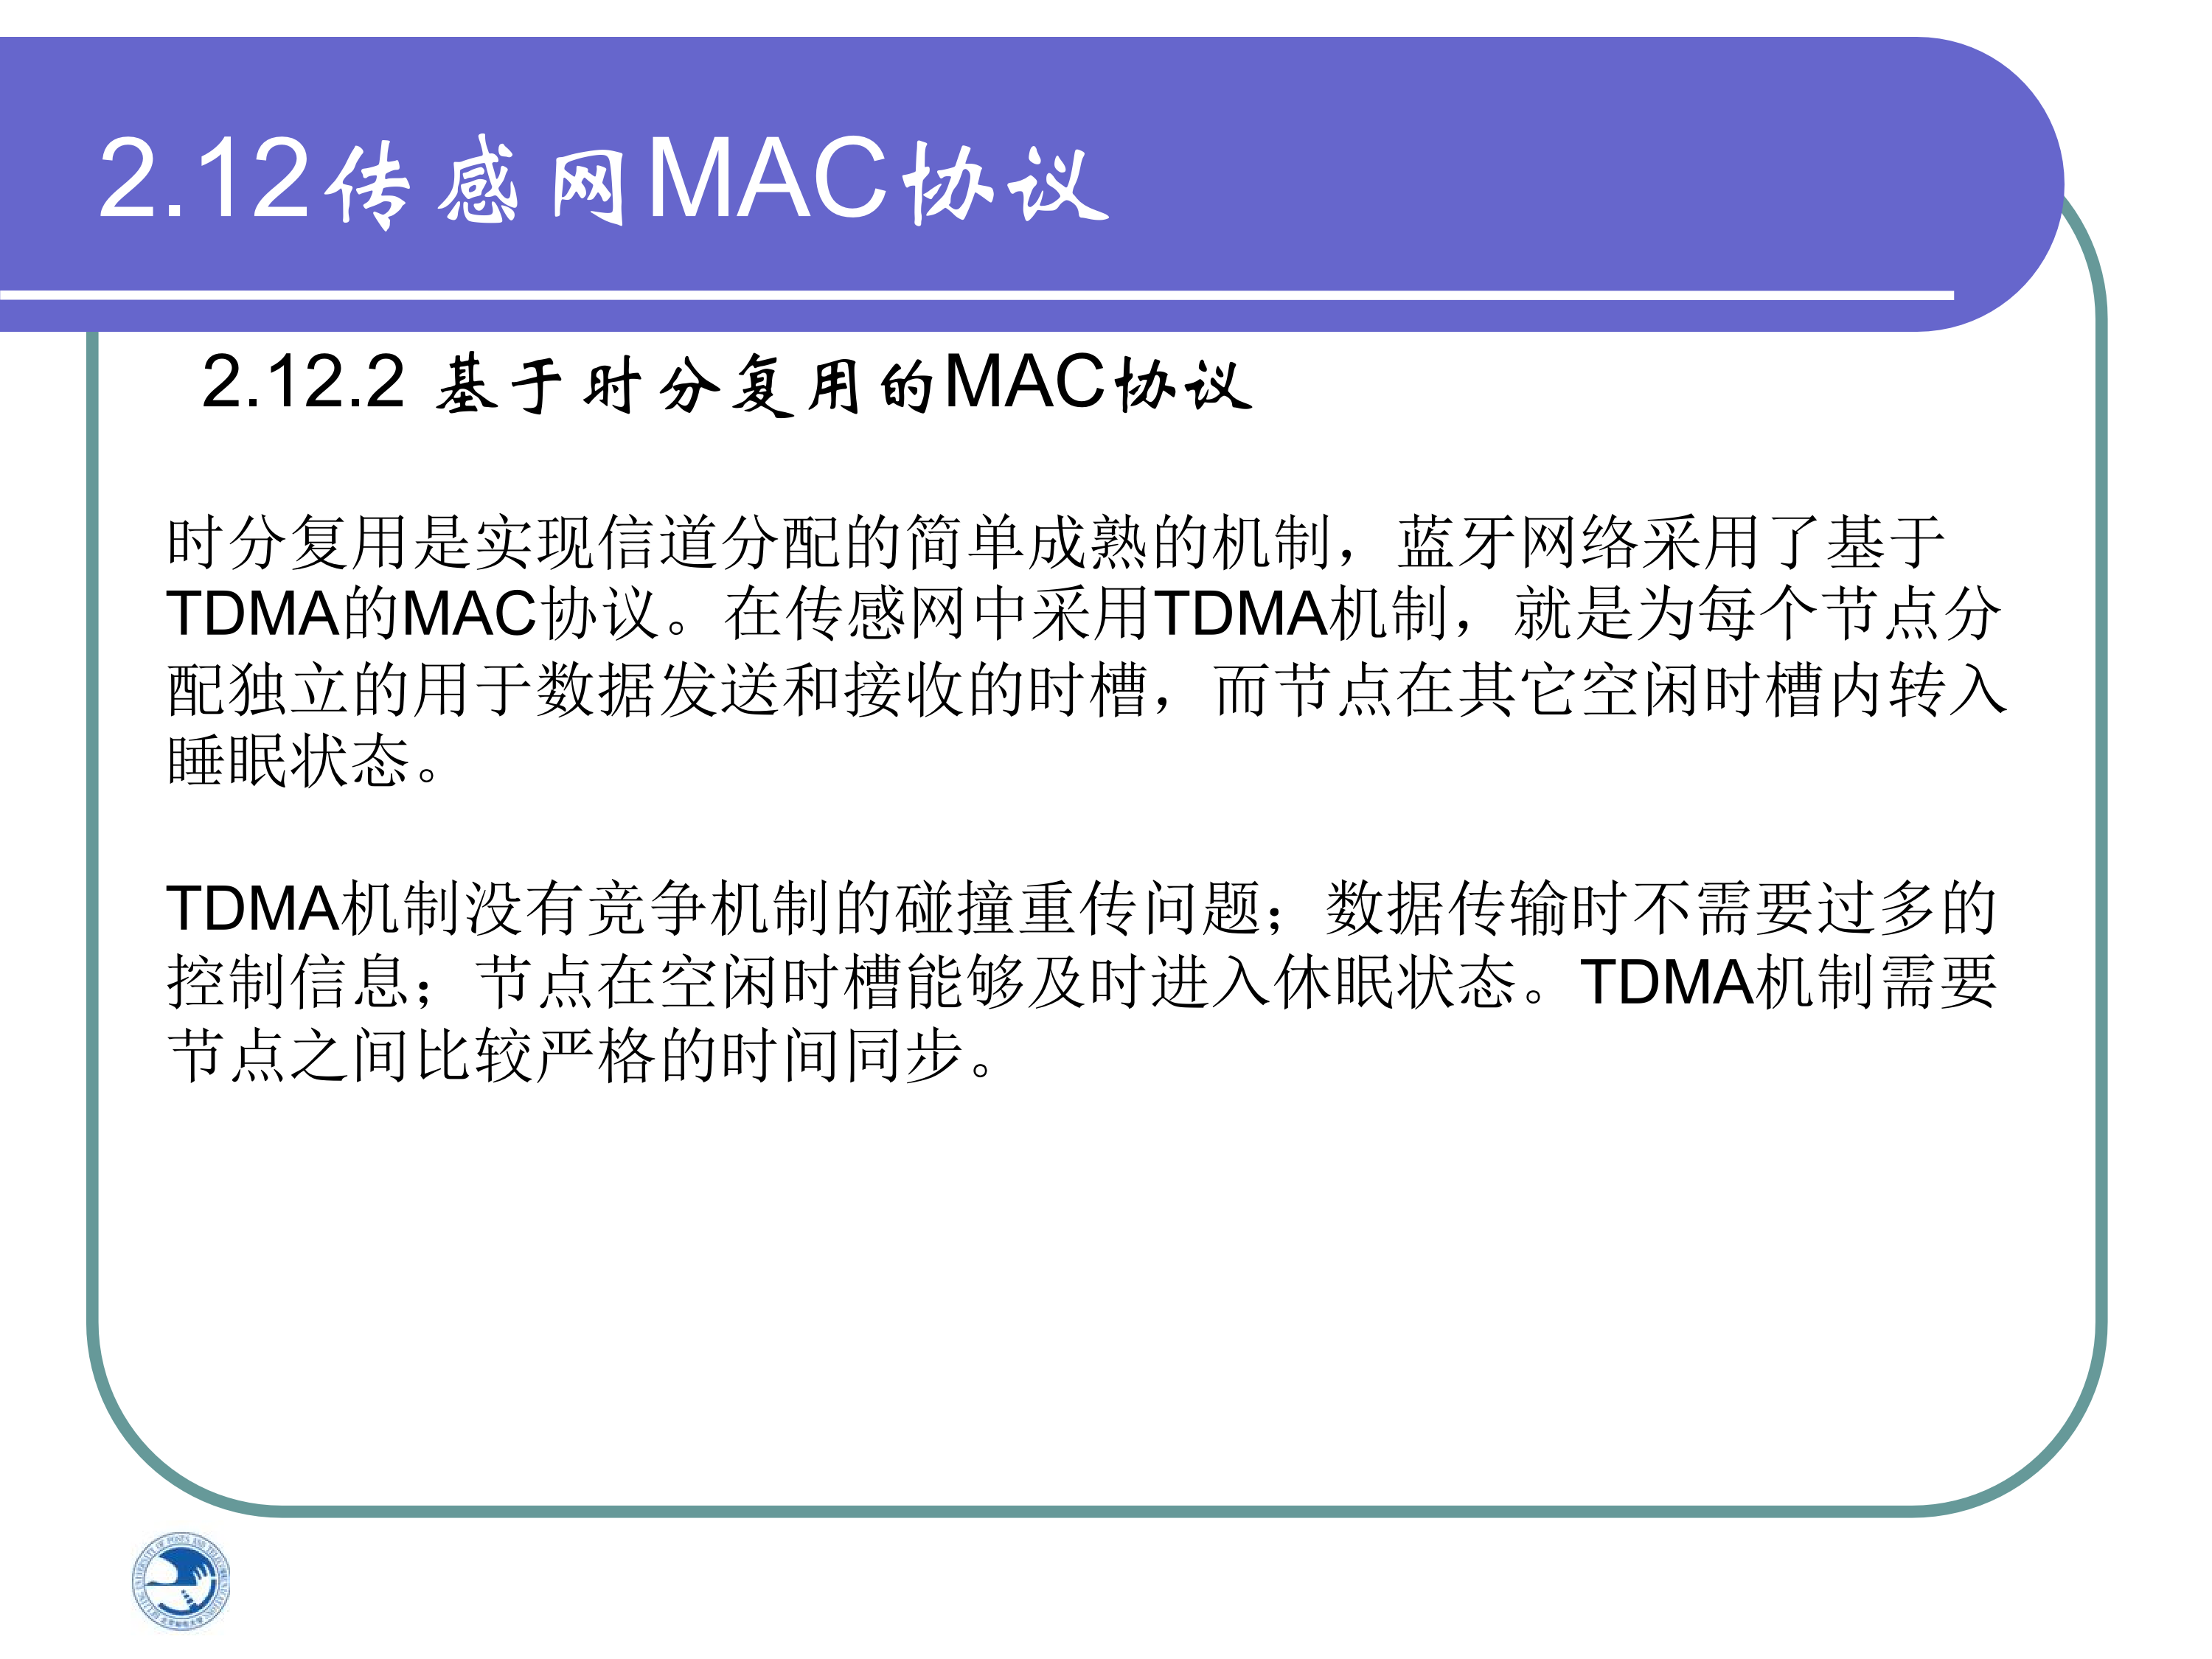 2.12传感网MAC协议
2.12.2 基于时分复用的MAC协议
时分复用是实现信道分配的简单成熟的机制，蓝牙网络采用了基于
TDMA的MAC协议。在传感网中采用TDMA机制，就是为每个节点分
配独立的用于数据发送和接收的时槽，而节点在其它空闲时槽内转入
睡眠状态。
TDMA机制没有竞争机制的碰撞重传问题；数据传输时不需要过多的
控制信息；节点在空闲时槽能够及时进入休眠状态。TDMA机制需要
节点之间比较严格的时间同步。